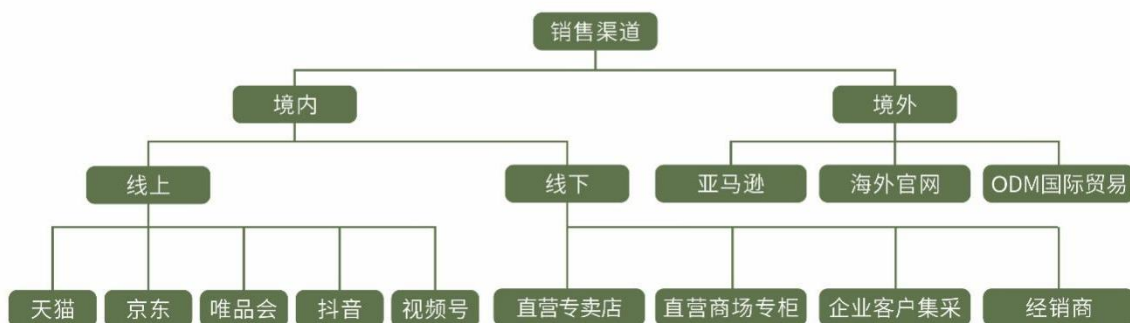 销售渠道
境内
境外
线上
线下
亚马逊
海外官网
ODM国际贸易
天猫
京东
唯品会
抖音
视频号
直营专卖店
直营商场专柜
企业客户集采
经销商